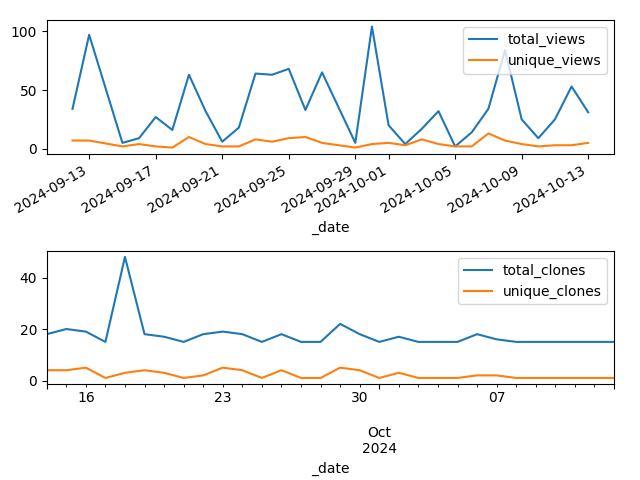 100
50
0
total_views
unique_views
2024-09-13
2024-09-17
2024-09-21
2024-09-25
2024-09-29
2024-10-01
2024-10-05
2024-10-09
2024-10-13
_date
40
20
0
total_clones
unique_clones
16
23
30
07
Oct
2024
_date